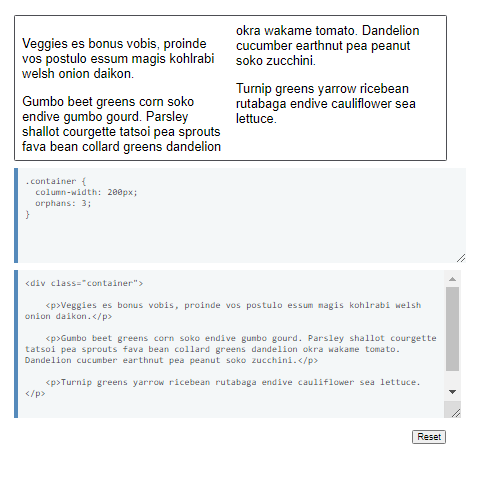 Veggies es bonus vobis, proinde
vos postulo essum magis kohlrabi
welsh onion daikon.
Gumbo beet greens corn soko
endive gumbo gourd. Parsley
shallot courgette tatsoi pea sprouts
fava bean collard greens dandelion
okra wakame tomato. Dandelion
cucumber earthnut pea peanut
soko zucchini.
Turnip greens yarrow ricebean
rutabaga endive cauliflower sea
lettuce.
.container {
  column-width: 200px;
  orphans: 3;
}
<div class="container">
    <p>Veggies es bonus vobis, proinde vos postulo essum magis kohlrabi welsh
onion daikon.</p>
    <p>Gumbo beet greens corn soko endive gumbo gourd. Parsley shallot courgette
tatsoi pea sprouts fava bean collard greens dandelion okra wakame tomato.
Dandelion cucumber earthnut pea peanut soko zucchini.</p>
    <p>Turnip greens yarrow ricebean rutabaga endive cauliflower sea lettuce.
</p>
Reset